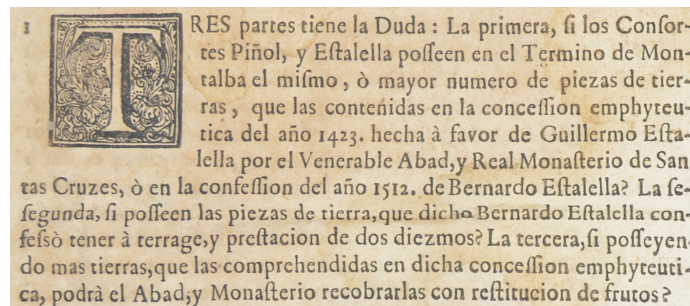 1 TRES partes tiene la Duda : La primera, ſi los Conſor-
tes Piñol, y Eſtalella poſſeen en el Termino de Mon-
talba el miſmo, ò mayor numero de piezas de tier-
ras, que las conteńidas en la conceſſion emphyteu-
tica del año 1423. hecha à favor de Guillermo Eſta-
lella por el Venerable Abad,y Real Monaſterio de San
tas Cruzes, ò en la confeſſion del año 1512. de Bernardo Eſtalella? La ſe-
ſegunda, ſi poſſeen las piezas de tierra,que dicho Bernardo Eſtalella con-
feſsò tener à terrage,y preſtacion de dos diezmos? La tercera,ſi poſſeyen-
do mas tierras,que las comprehendidas en dicha conceſſion emphyteuti-
ca, podrà el Abad,y Monaſterio recobrarlas con reſtitucion de frutos?